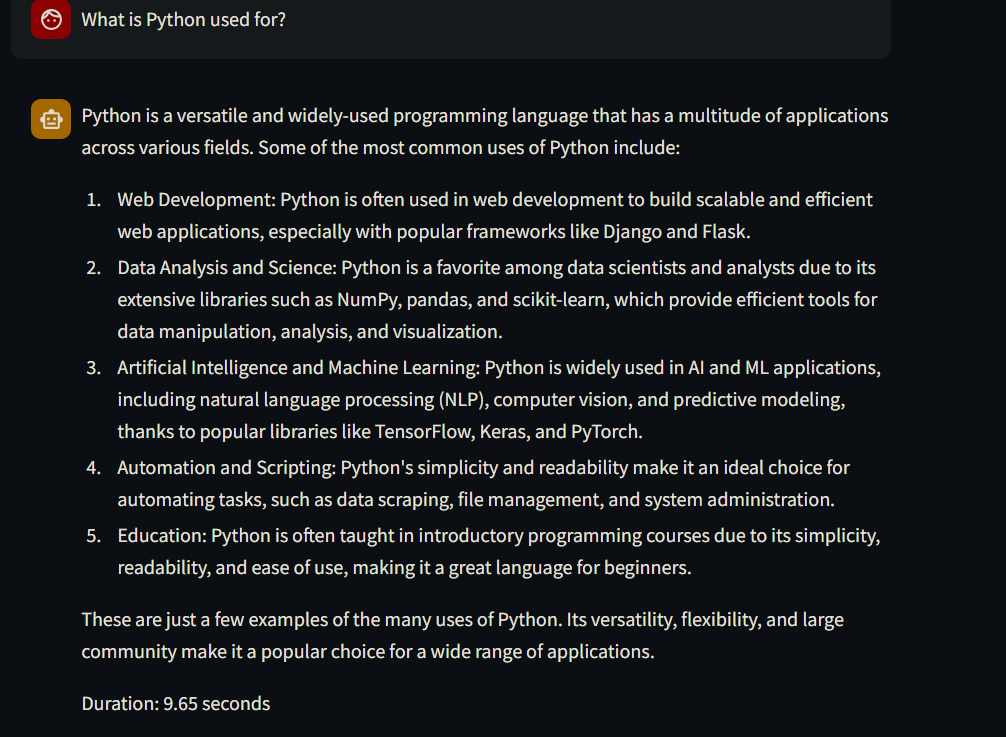 What is Python used for?
Python is a versatile and widely-used programming language that has a multitude of applications
across various fields. Some of the most common uses of Python include:
1. Web Development: Python is often used in web development to build scalable and efficient
web applications, especially with popular frameworks like Django and Flask.
2. Data Analysis and Science: Python is a favorite among data scientists and analysts due to its
extensive libraries such as NumPy, pandas, and scikit-learn, which provide efficient tools for
data manipulation, analysis, and visualization.
3. Artificial Intelligence and Machine Learning: Python is widely used in AI and ML applications,
including natural language processing (NLP), computer vision, and predictive modeling,
thanks to popular libraries like TensorFlow, Keras, and PyTorch.
4. Automation and Scripting: Python's simplicity and readability make it an ideal choice for
automating tasks, such as data scraping, file management, and system administration.
5. Education: Python is often taught in introductory programming courses due to its simplicity,
readability, and ease of use, making it a great language for beginners.
These are just a few examples of the many uses of Python. Its versatility, flexibility, and large
community make it a popular choice for a wide range of applications.
Duration: 9.65 seconds